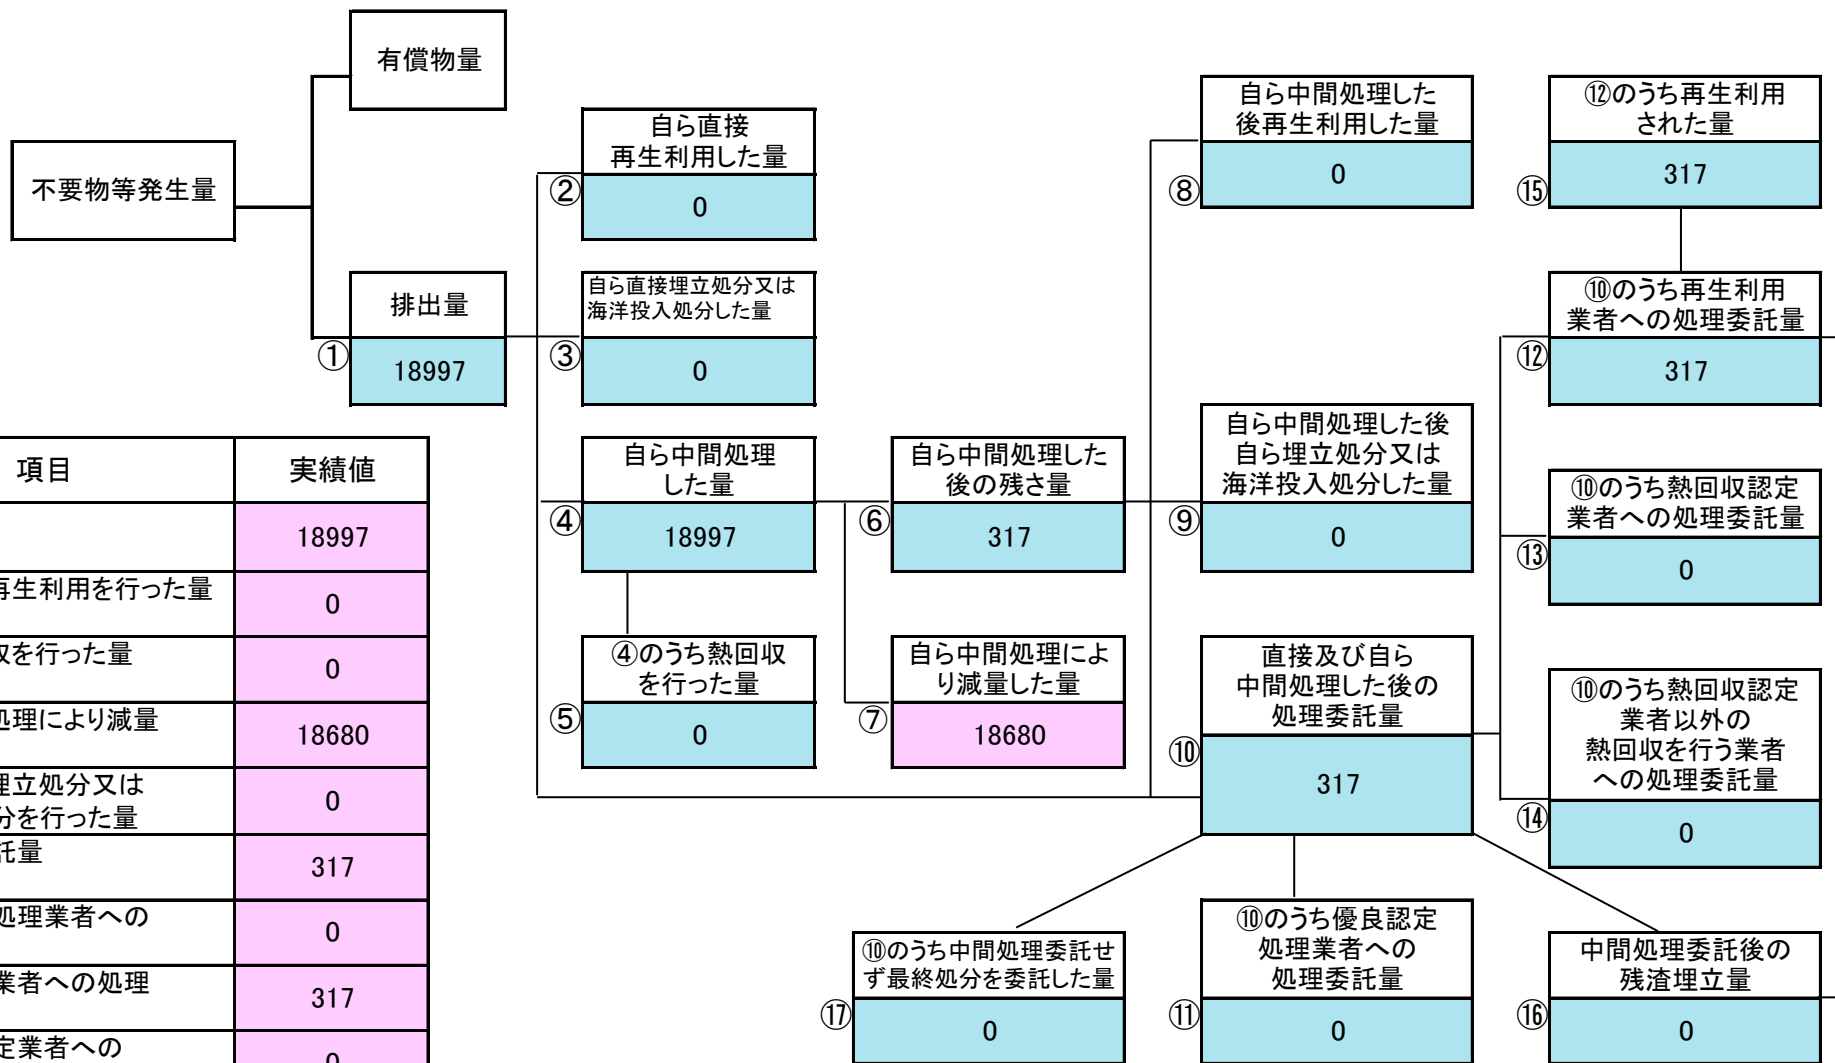 有償物量
不要物等発生量
排出量
①
18997
自ら直接
再生利用した量
②
0
自ら直接埋立処分又は
海洋投入処分した量
③
0
自ら中間処理
した量
④
18997
④のうち熱回収
を行った量
⑤
0
自ら中間処理した
後の残さ量
⑥
317
自ら中間処理によ
り減量した量
⑦
18680
自ら中間処理した
後再生利用した量
⑧
0
自ら中間処理した後
自ら埋立処分又は
海洋投入処分した量
⑨
0
直接及び自ら
中間処理した後の
処理委託量
⑩
317
⑫のうち再生利用
された量
⑮
317
⑩のうち再生利用
業者への処理委託量
⑫
317
⑩のうち熱回収認定
業者への処理委託量
⑬
0
⑩のうち熱回収認定
業者以外の
熱回収を行う業者
への処理委託量
⑭
0
⑩のうち中間処理委託せ
ず最終処分を委託した量
⑰
0
⑩のうち優良認定
処理業者への
処理委託量
⑪
0
中間処理委託後の
残渣埋立量
⑯
0
項目 実績値
18997
再生利用を行った量 0
を行った量 0
処理により減量 18680
埋立処分又は
分を行った量 0
託量 317
処理業者への 0
業者への処理 317
定業者への 0